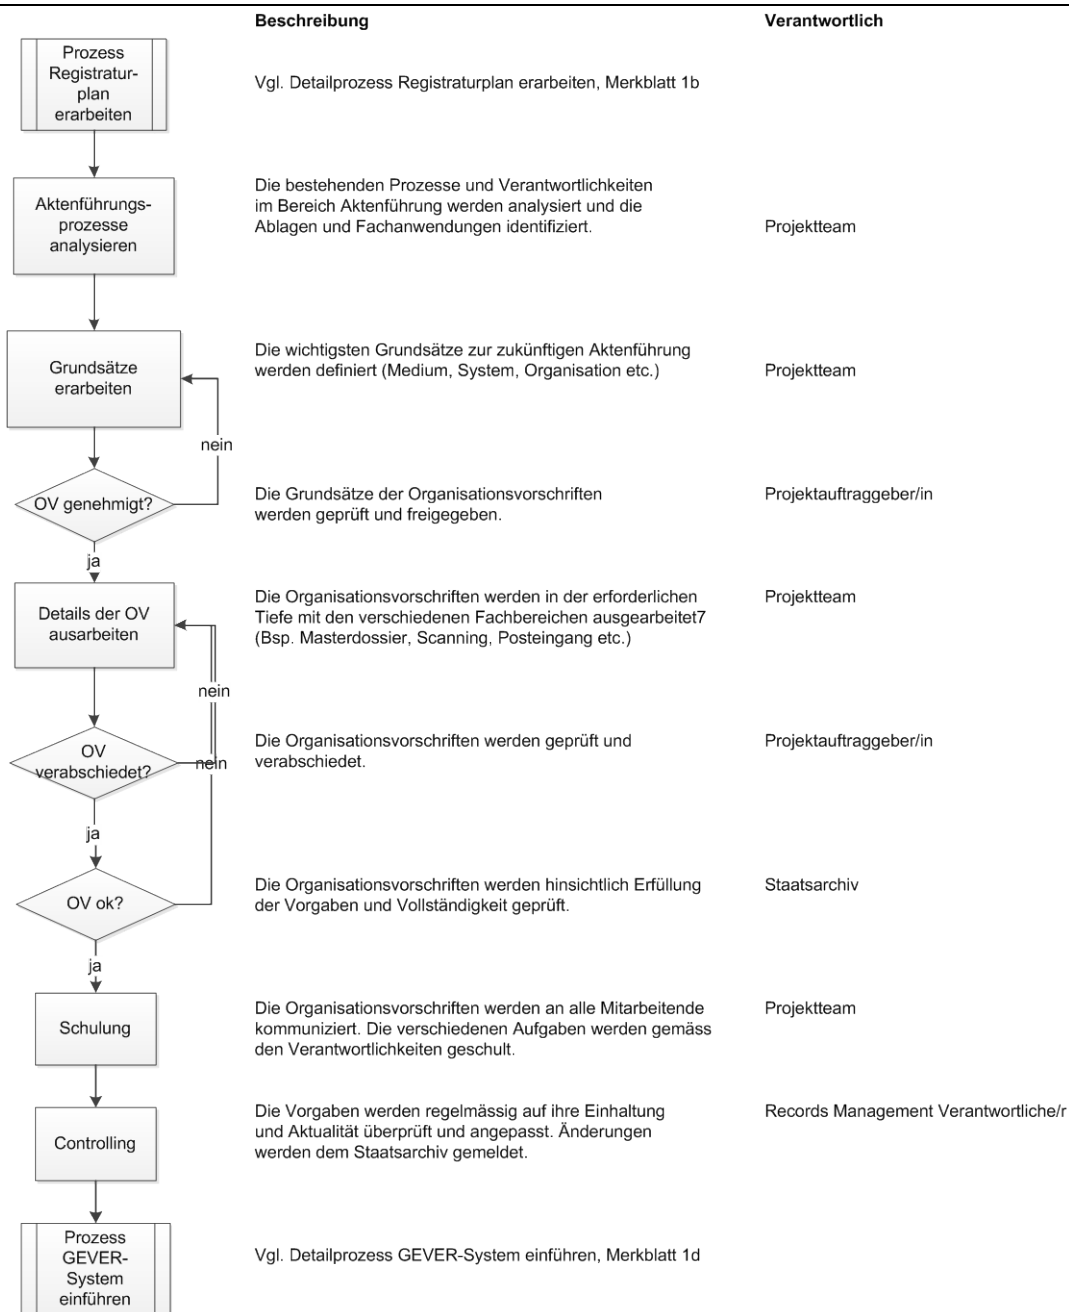 Beschreibung
Verantwortlich
Prozess
Registratur-
plan
erarbeiten
Vgl. Detailprozess Registraturplan erarbeiten, Merkblatt 1b
Aktenführungs-
prozesse
analysieren
Die bestehenden Prozesse und Verantwortlichkeiten
im Bereich Aktenführung werden analysiert und die
Ablagen und Fachanwendungen identifiziert.
Projektteam
Grundsätze
erarbeiten
Die wichtigsten Grundsätze zur zukünftigen Aktenführung
werden definiert (Medium, System, Organisation etc.)
Projektteam
nein
OV genehmigt?
Die Grundsätze der Organisationsvorschriften
werden geprüft und freigegeben.
Projektauftraggeber/in
ja
Details der OV
ausarbeiten
Die Organisationsvorschriften werden in der erforderlichen
Tiefe mit den verschiedenen Fachbereichen ausgearbeitet7
(Bsp. Masterdossier, Scanning, Posteingang etc.)
Projektteam
nein
OV
verabschiedet?
nein
Die Organisationsvorschriften werden geprüft und
verabschiedet.
Projektauftraggeber/in
ja
OV ok?
Die Organisationsvorschriften werden hinsichtlich Erfüllung
der Vorgaben und Vollständigkeit geprüft.
Staatsarchiv
ja
Schulung
Die Organisationsvorschriften werden an alle Mitarbeitende
kommuniziert. Die verschiedenen Aufgaben werden gemäss
den Verantwortlichkeiten geschult.
Projektteam
Controlling
Die Vorgaben werden regelmässig auf ihre Einhaltung
und Aktualität überprüft und angepasst. Änderungen
werden dem Staatsarchiv gemeldet.
Records Management Verantwortliche/r
Prozess
GEVER-
System
einführen
Vgl. Detailprozess GEVER-System einführen, Merkblatt 1d